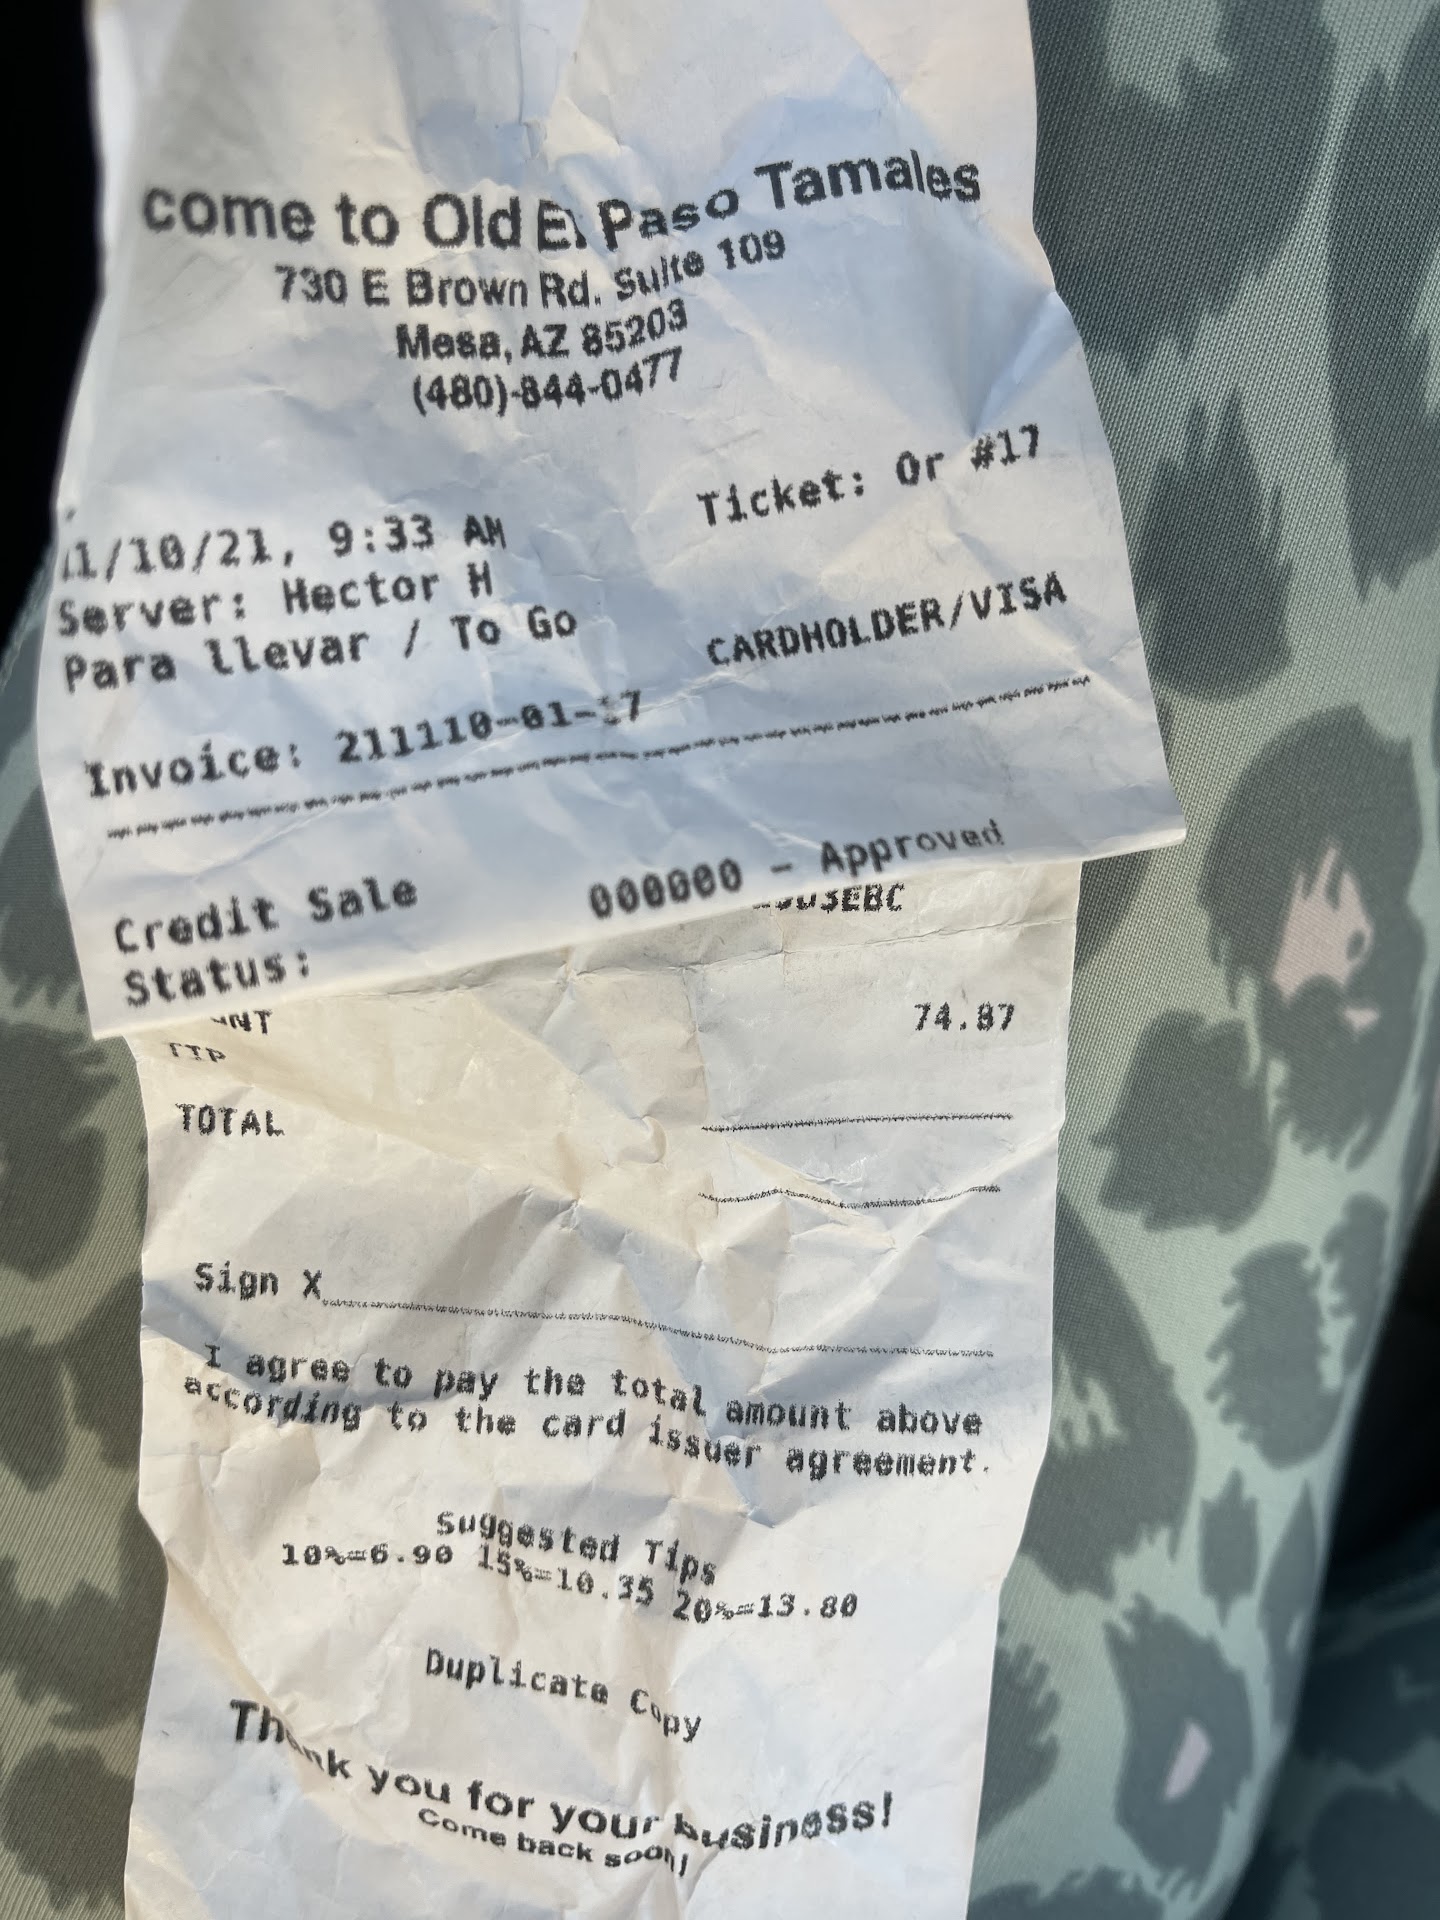 come to Old El Paso Tamales
730 E Brown Rd. Suite 109
Mesa, AZ 85203
(480)-844-0477
Ticket: Or #17
11/10/21, 9:33 AM
Server: Hector H
Para llevar / To Go
CARDHOLDER/VISA
Invoice: 211110-01-17
Credit Sale
000000 - Approved
Status:
3EBC
74.87
TIP
TOTAL
Sign X
I agree to pay the total amount above
according to the card issuer agreement.
Suggested Tips
10%=6.90 15%=10.35 20%=13.80
Duplicate Copy
Thank you for your business!
Come back soon!